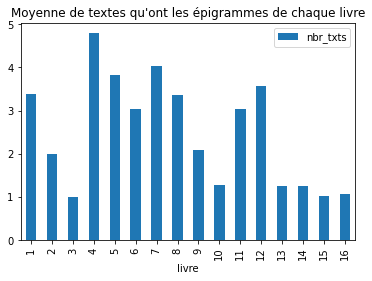 Moyenne de textes qu'ont les épigrammes de chaque livre
nbr_txts
5
4
3
2
1
0
1 2 3 4 5 6 7 8 9 10 11 12 13 14 15 16
livre